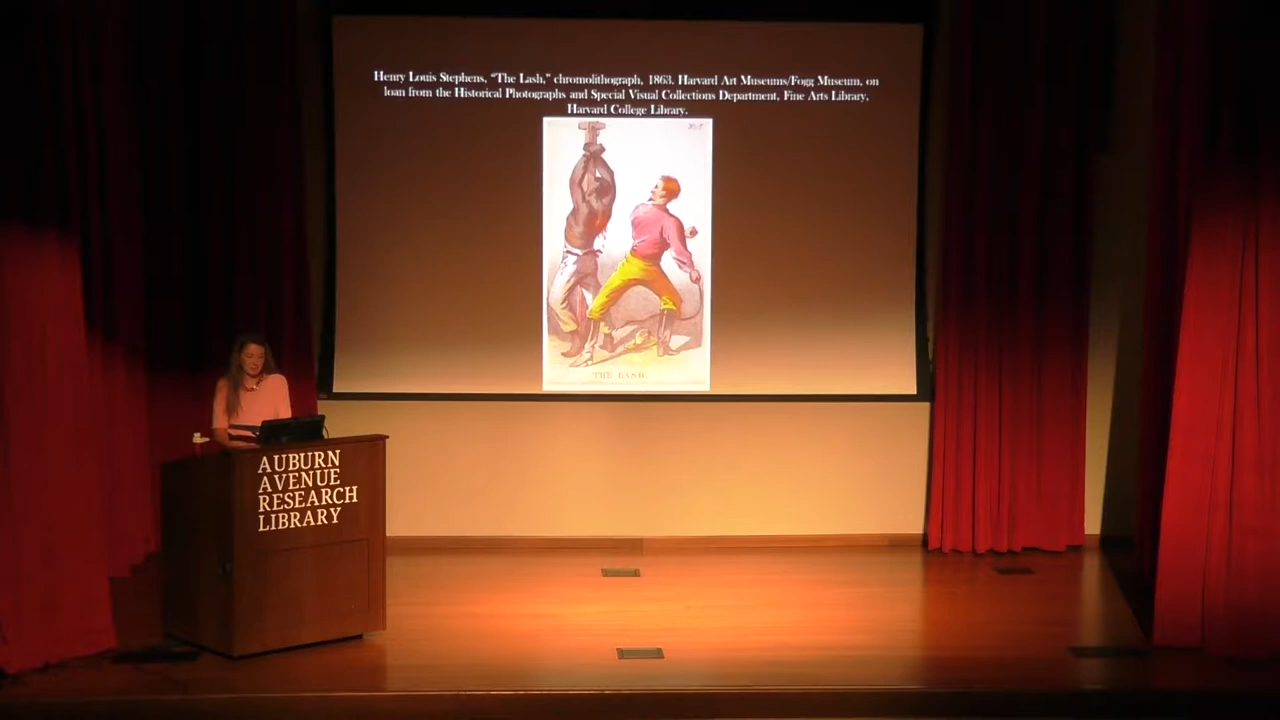 Henry Louis Stephens, “The Lash,” chromolithograph, 1863. Harvard Art Museums/Fogg Museum, on
loan from the Historical Photographs and Special Visual Collections Department, Fine Arts Library,
Harvard College Library.
THE LASH
AUBURN
AVENUE
RESEARCH
LIBRARY